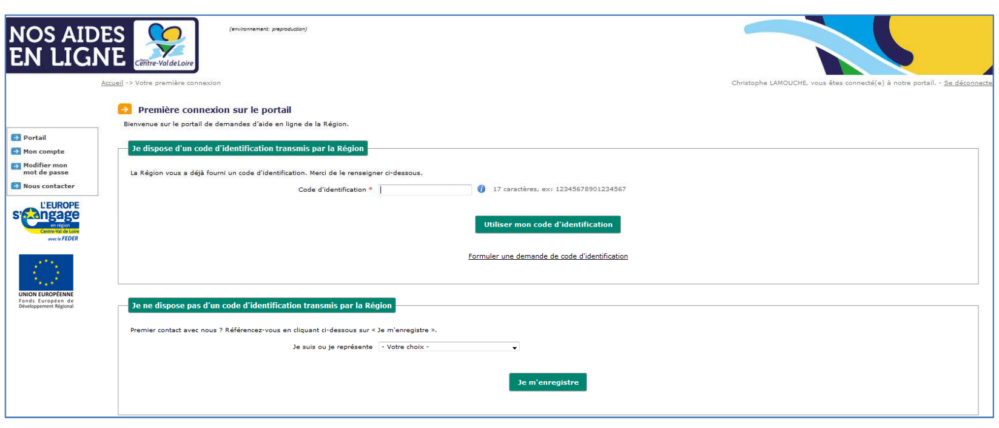 NOS AIDES
EN LIGNE
Centre-Val de Loire
(environnement: preproduction)
Accueil -> Votre première connexion
Christophe LAMOUCHE, vous êtes connecté(e) à notre portail. - Se déconnecte
Première connexion sur le portail
Bienvenue sur le portail de demandes d'aide en ligne de la Région.
Portail
Mon compte
Modifier mon
mot de passe
Nous contacter
L'EUROPE
s'engage
en région
Centre-Val de Loire
avec le FEDER
UNION EUROPÉENNE
Fonds Européen de
Développement Régional
Je dispose d'un code d'identification transmis par la Région
La Région vous a déjà fourni un code d'identification. Merci de le renseigner ci-dessous.
Code d'identification * 17 caractères, ex: 12345678901234567
Utiliser mon code d'identification
Formuler une demande de code d'identification
Je ne dispose pas d'un code d'identification transmis par la Région
Premier contact avec nous ? Référencez-vous en cliquant ci-dessous sur « Je m'enregistre ».
Je suis ou je représente - Votre choix -
Je m'enregistre